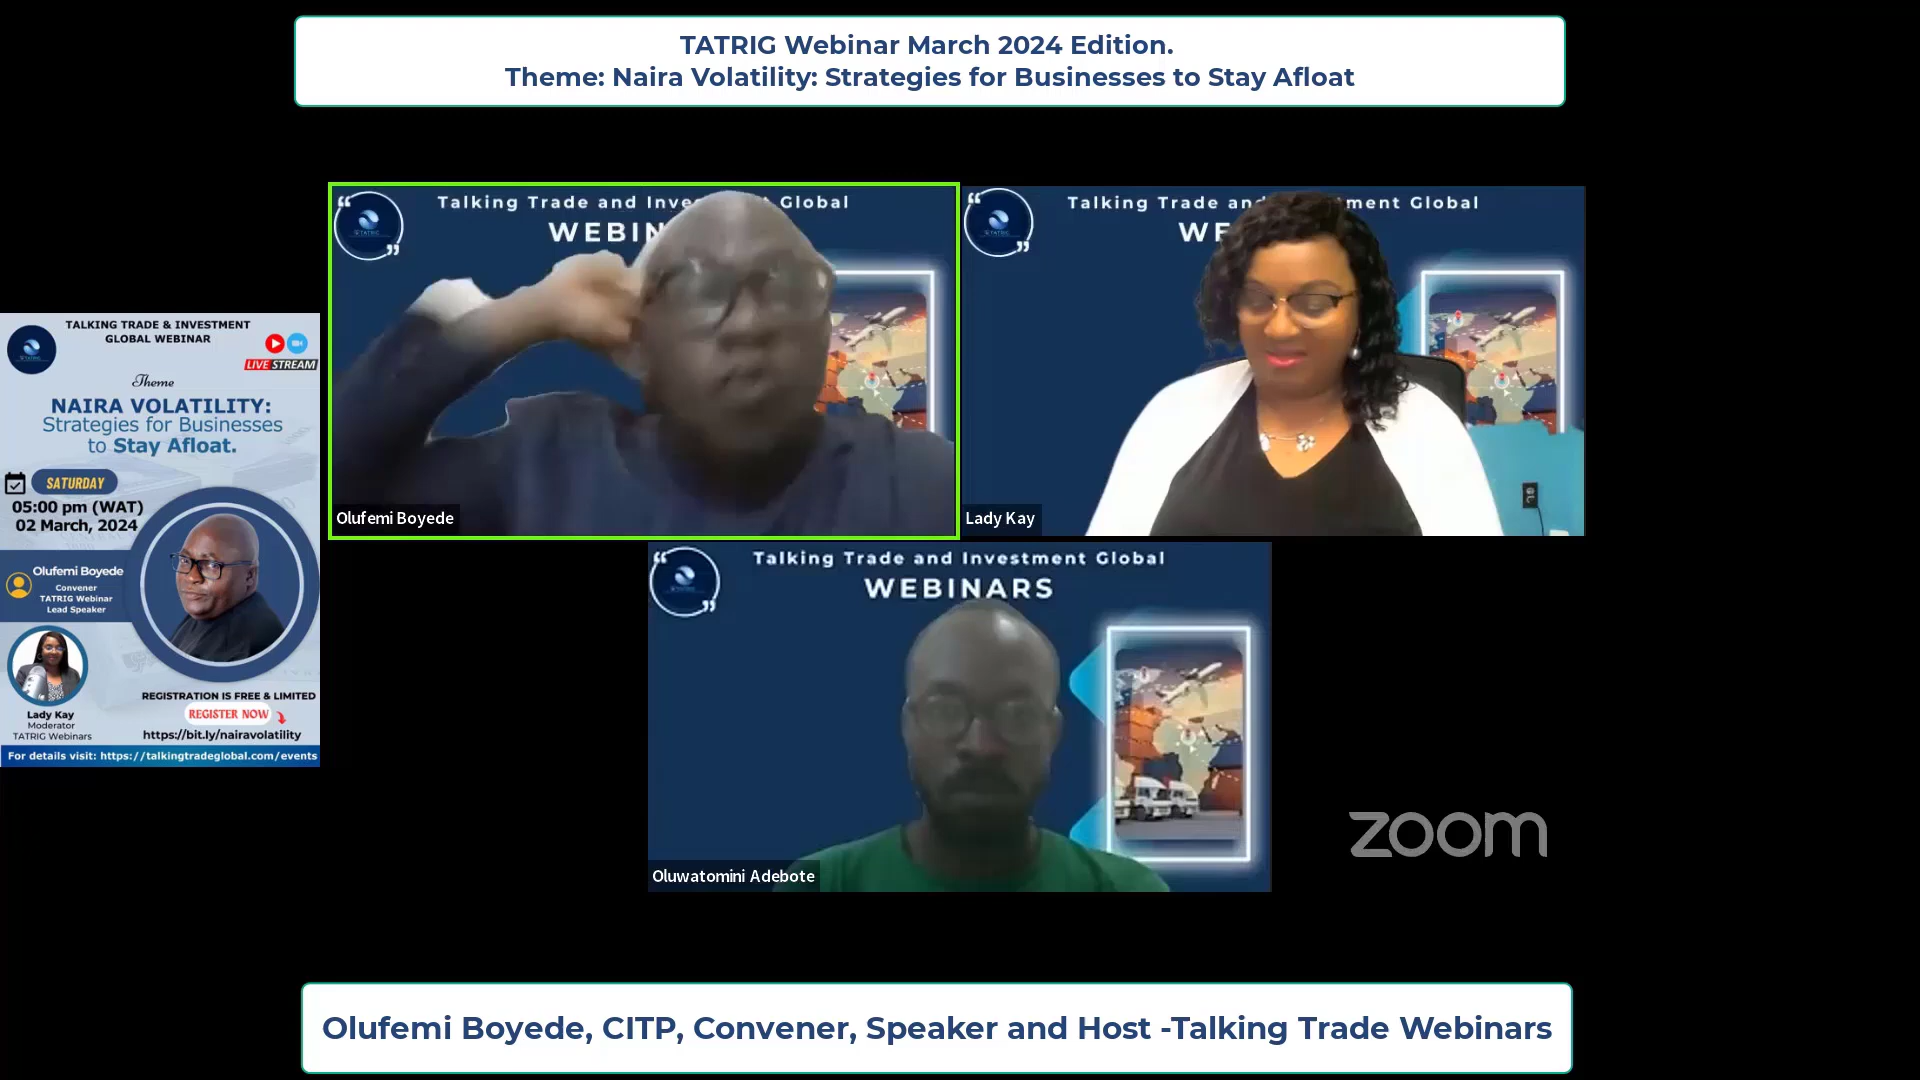 TATRIG Webinar March 2024 Edition.
Theme: Naira Volatility: Strategies for Businesses to Stay Afloat
TALKING TRADE & INVESTMENT
GLOBAL WEBINAR
LIVE STREAM
Theme
NAIRA VOLATILITY:
Strategies for Businesses
to Stay Afloat.
SATURDAY
05:00 pm (WAT)
02 March, 2024
Olufemi Boyede
Convener
TATRIG Webinar
Lead Speaker
Lady Kay
Moderator
TATRIG Webinars
REGISTRATION IS FREE & LIMITED
REGISTER NOW
https://bit.ly/nairavolatility
For details visit: https://talkingtradeglobal.com/events
Talking Trade and Global
Olufemi Boyede
Talking Trade Global
Lady Kay
Talking Trade and Investment Global
WEBINARS
Oluwatomini Adebote
zoom
Olufemi Boyede, CITP, Convener, Speaker and Host -Talking Trade Webinars